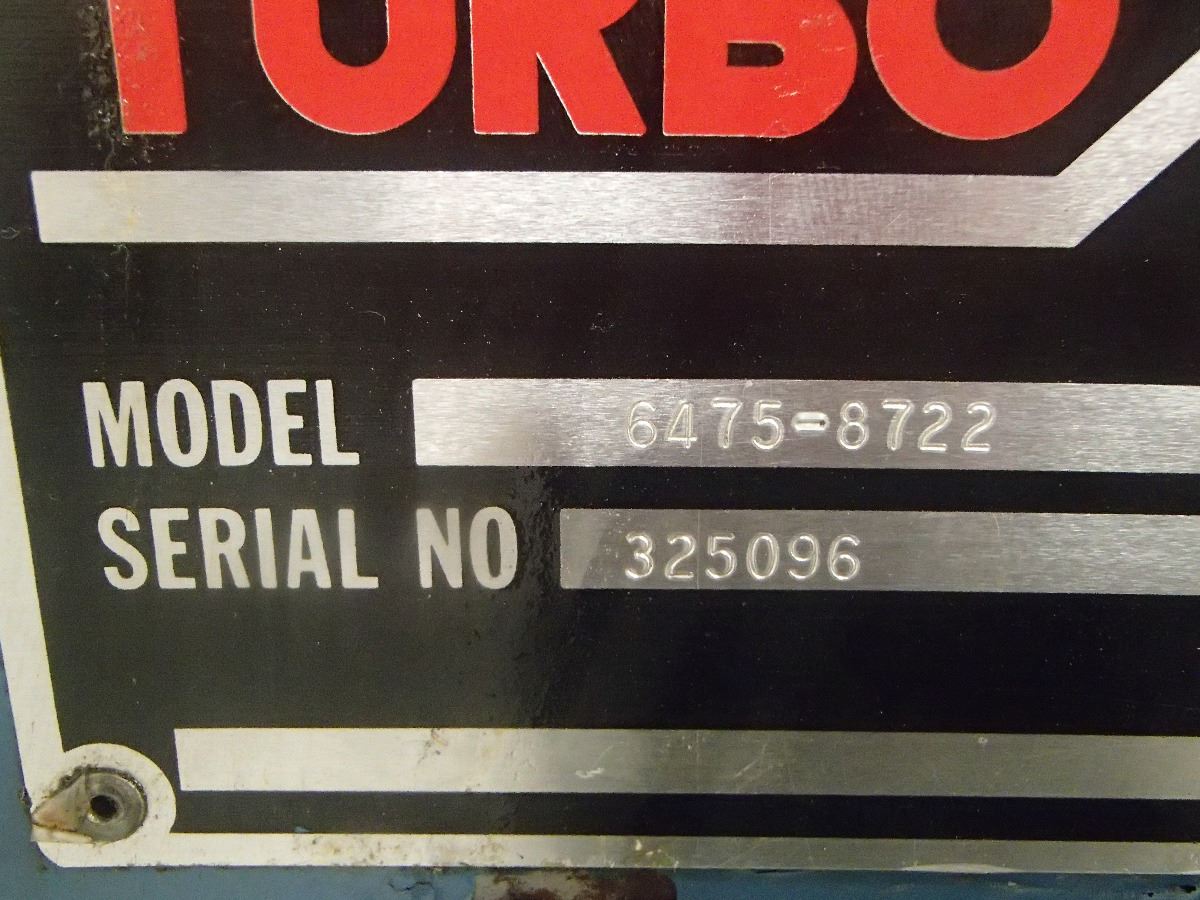 TURBO
MODEL 6475-8722
SERIAL NO 325096